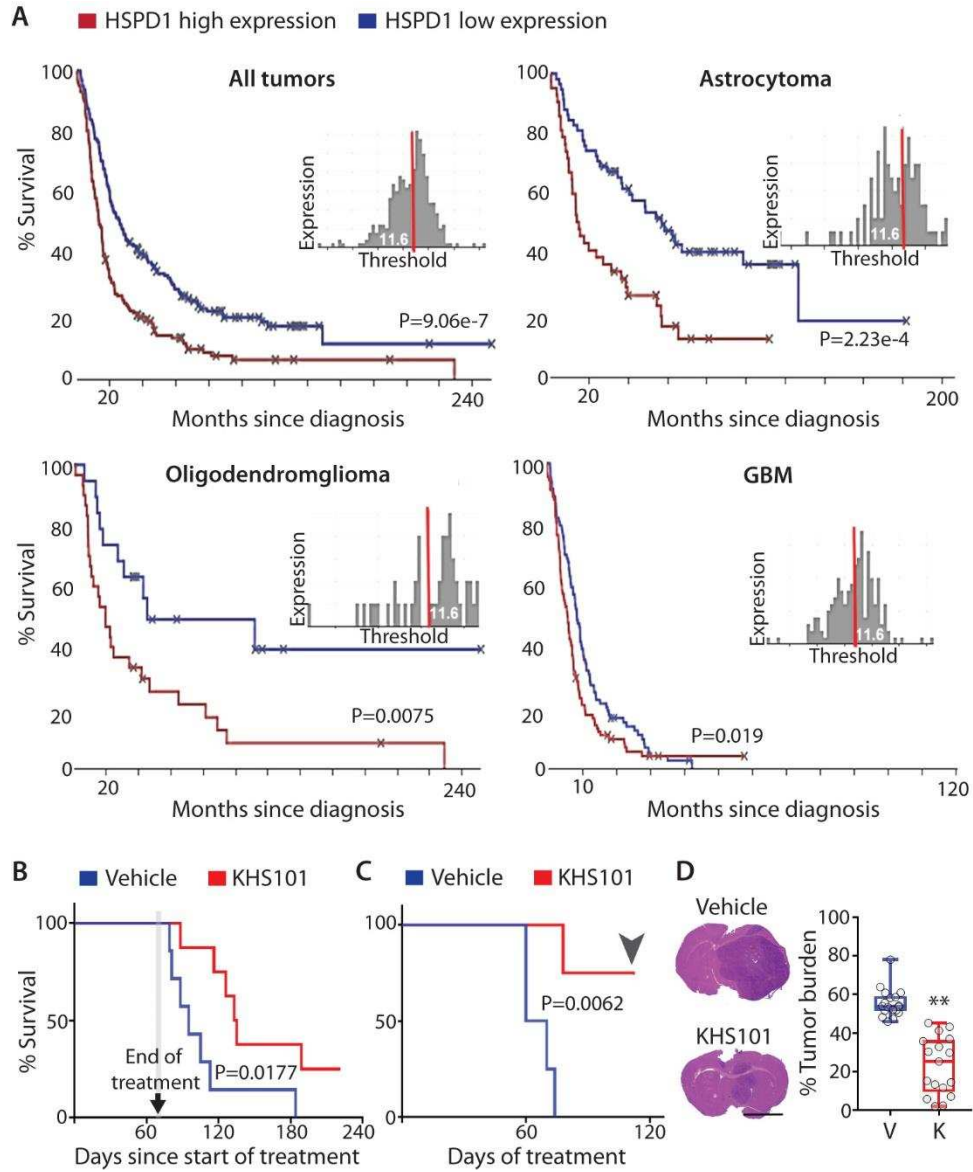 A
HSPD1 high expression HSPD1 low expression
All tumors
% Survival
100
80
60
40
20
0
Expression
11.6
Threshold
P=9.06e-7
20 240
Months since diagnosis
Astrocytoma
100
80
60
40
20
0
Expression
11.6
Threshold
P=2.23e-4
20 200
Months since diagnosis
Oligodendromglioma
% Survival
100
80
60
40
20
0
Expression
11.6
Threshold
P=0.0075
20 240
Months since diagnosis
GBM
100
80
60
40
20
0
Expression
11.6
Threshold
P=0.019
10 120
Months since diagnosis
B
Vehicle KHS101
% Survival
100
50
0
End of
treatment
P=0.0177
60 120 180 240
Days since start of treatment
C
Vehicle KHS101
% Survival
100
50
0
P=0.0062
60 120
Days of treatment
D
Vehicle
KHS101
% Tumor burden
100
80
60
40
20
0
**
V K